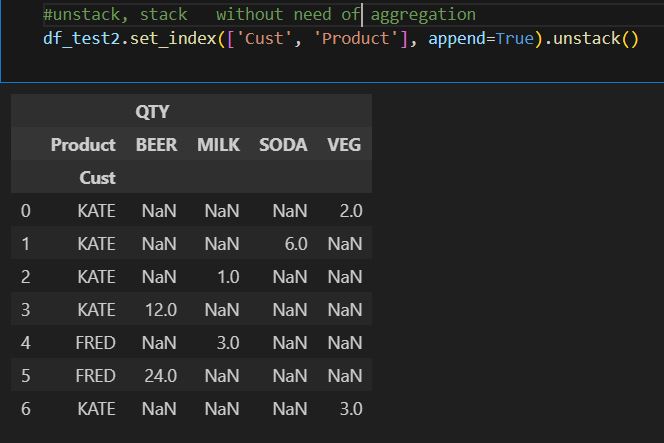 #unstack, stack   without need of aggregation
df_test2.set_index(['Cust', 'Product'], append=True).unstack()
QTY
Product BEER MILK SODA VEG
Cust
0 KATE NaN NaN NaN 2.0
1 KATE NaN NaN 6.0 NaN
2 KATE NaN 1.0 NaN NaN
3 KATE 12.0 NaN NaN NaN
4 FRED NaN 3.0 NaN NaN
5 FRED 24.0 NaN NaN NaN
6 KATE NaN NaN NaN 3.0